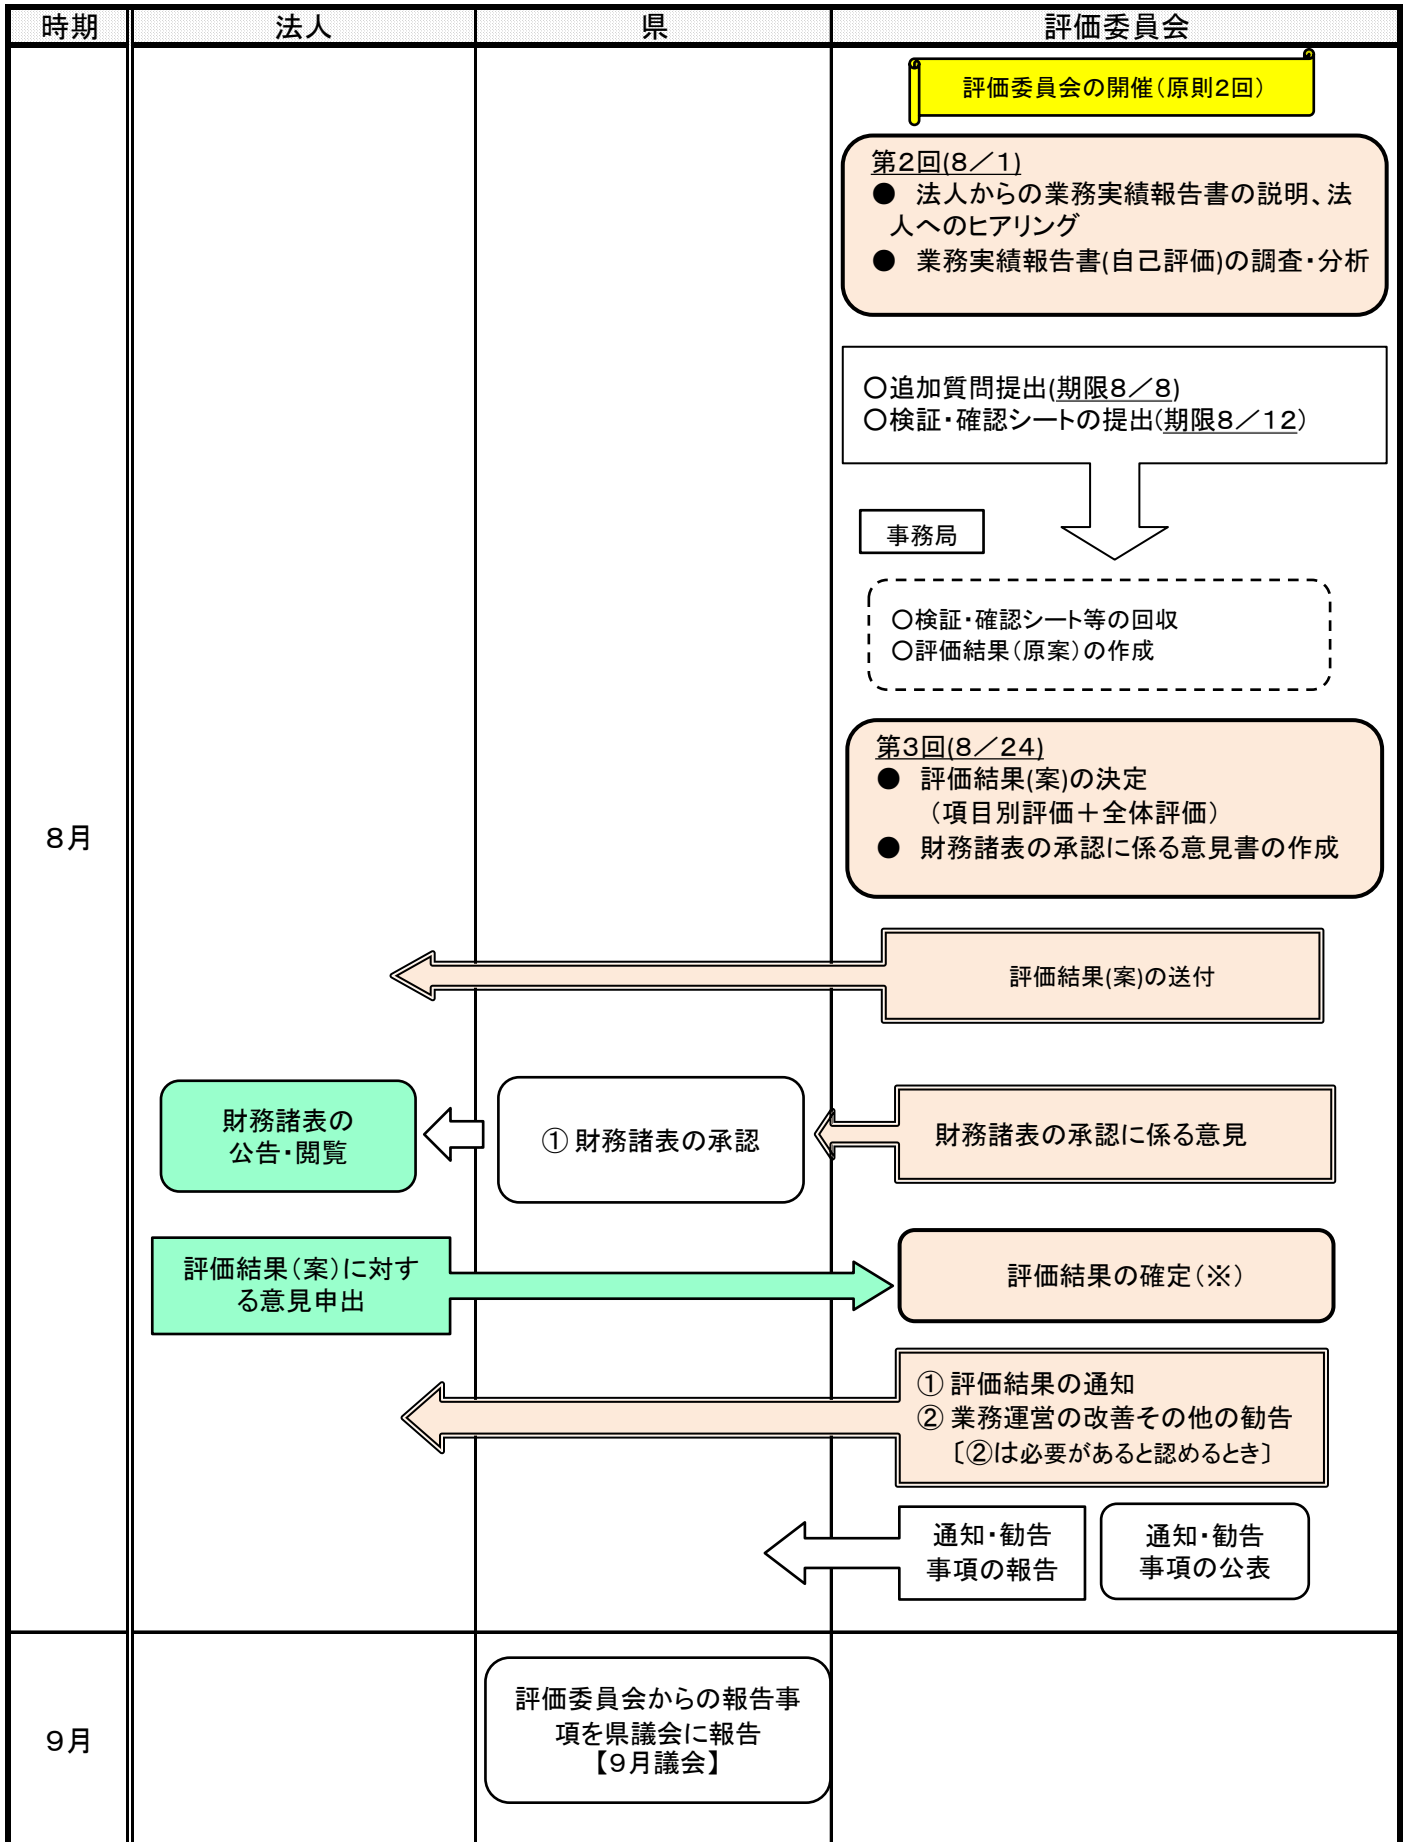 時期 法人 県 評価委員会
評価委員会の開催（原則２回）
第２回(８／１)
● 法人からの業務実績報告書の説明、法
人へのヒアリング
● 業務実績報告書(自己評価)の調査・分析
○追加質問提出(期限８／８)
○検証・確認シートの提出(期限８／１２)
事務局
○検証・確認シート等の回収
○評価結果（原案）の作成
第３回(８／２４)
● 評価結果(案)の決定
（項目別評価＋全体評価）
● 財務諸表の承認に係る意見書の作成
８月
評価結果(案)の送付
財務諸表の
公告・閲覧
① 財務諸表の承認
財務諸表の承認に係る意見
評価結果（案）に対す
る意見申出
評価結果の確定（※）
① 評価結果の通知
② 業務運営の改善その他の勧告
〔②は必要があると認めるとき〕
通知・勧告
事項の報告
通知・勧告
事項の公表
９月
評価委員会からの報告事
項を県議会に報告
【９月議会】